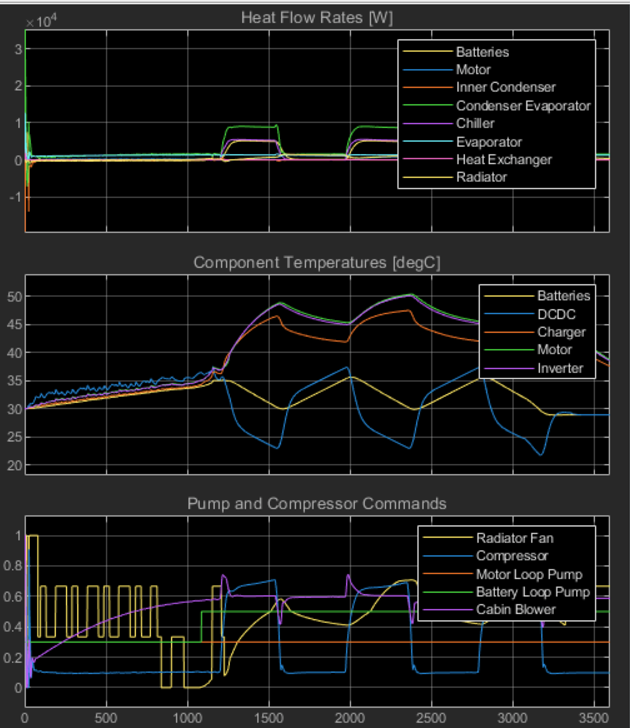 Heat Flow Rates [W]
×10⁴
3
2
1
0
-1
Batteries
Motor
Inner Condenser
Condenser Evaporator
Chiller
Evaporator
Heat Exchanger
Radiator
Component Temperatures [degC]
50
45
40
35
30
25
20
Batteries
DCDC
Charger
Motor
Inverter
Pump and Compressor Commands
1
0.8
0.6
0.4
0.2
0
Radiator Fan
Compressor
Motor Loop Pump
Battery Loop Pump
Cabin Blower
0 500 1000 1500 2000 2500 3000 3500